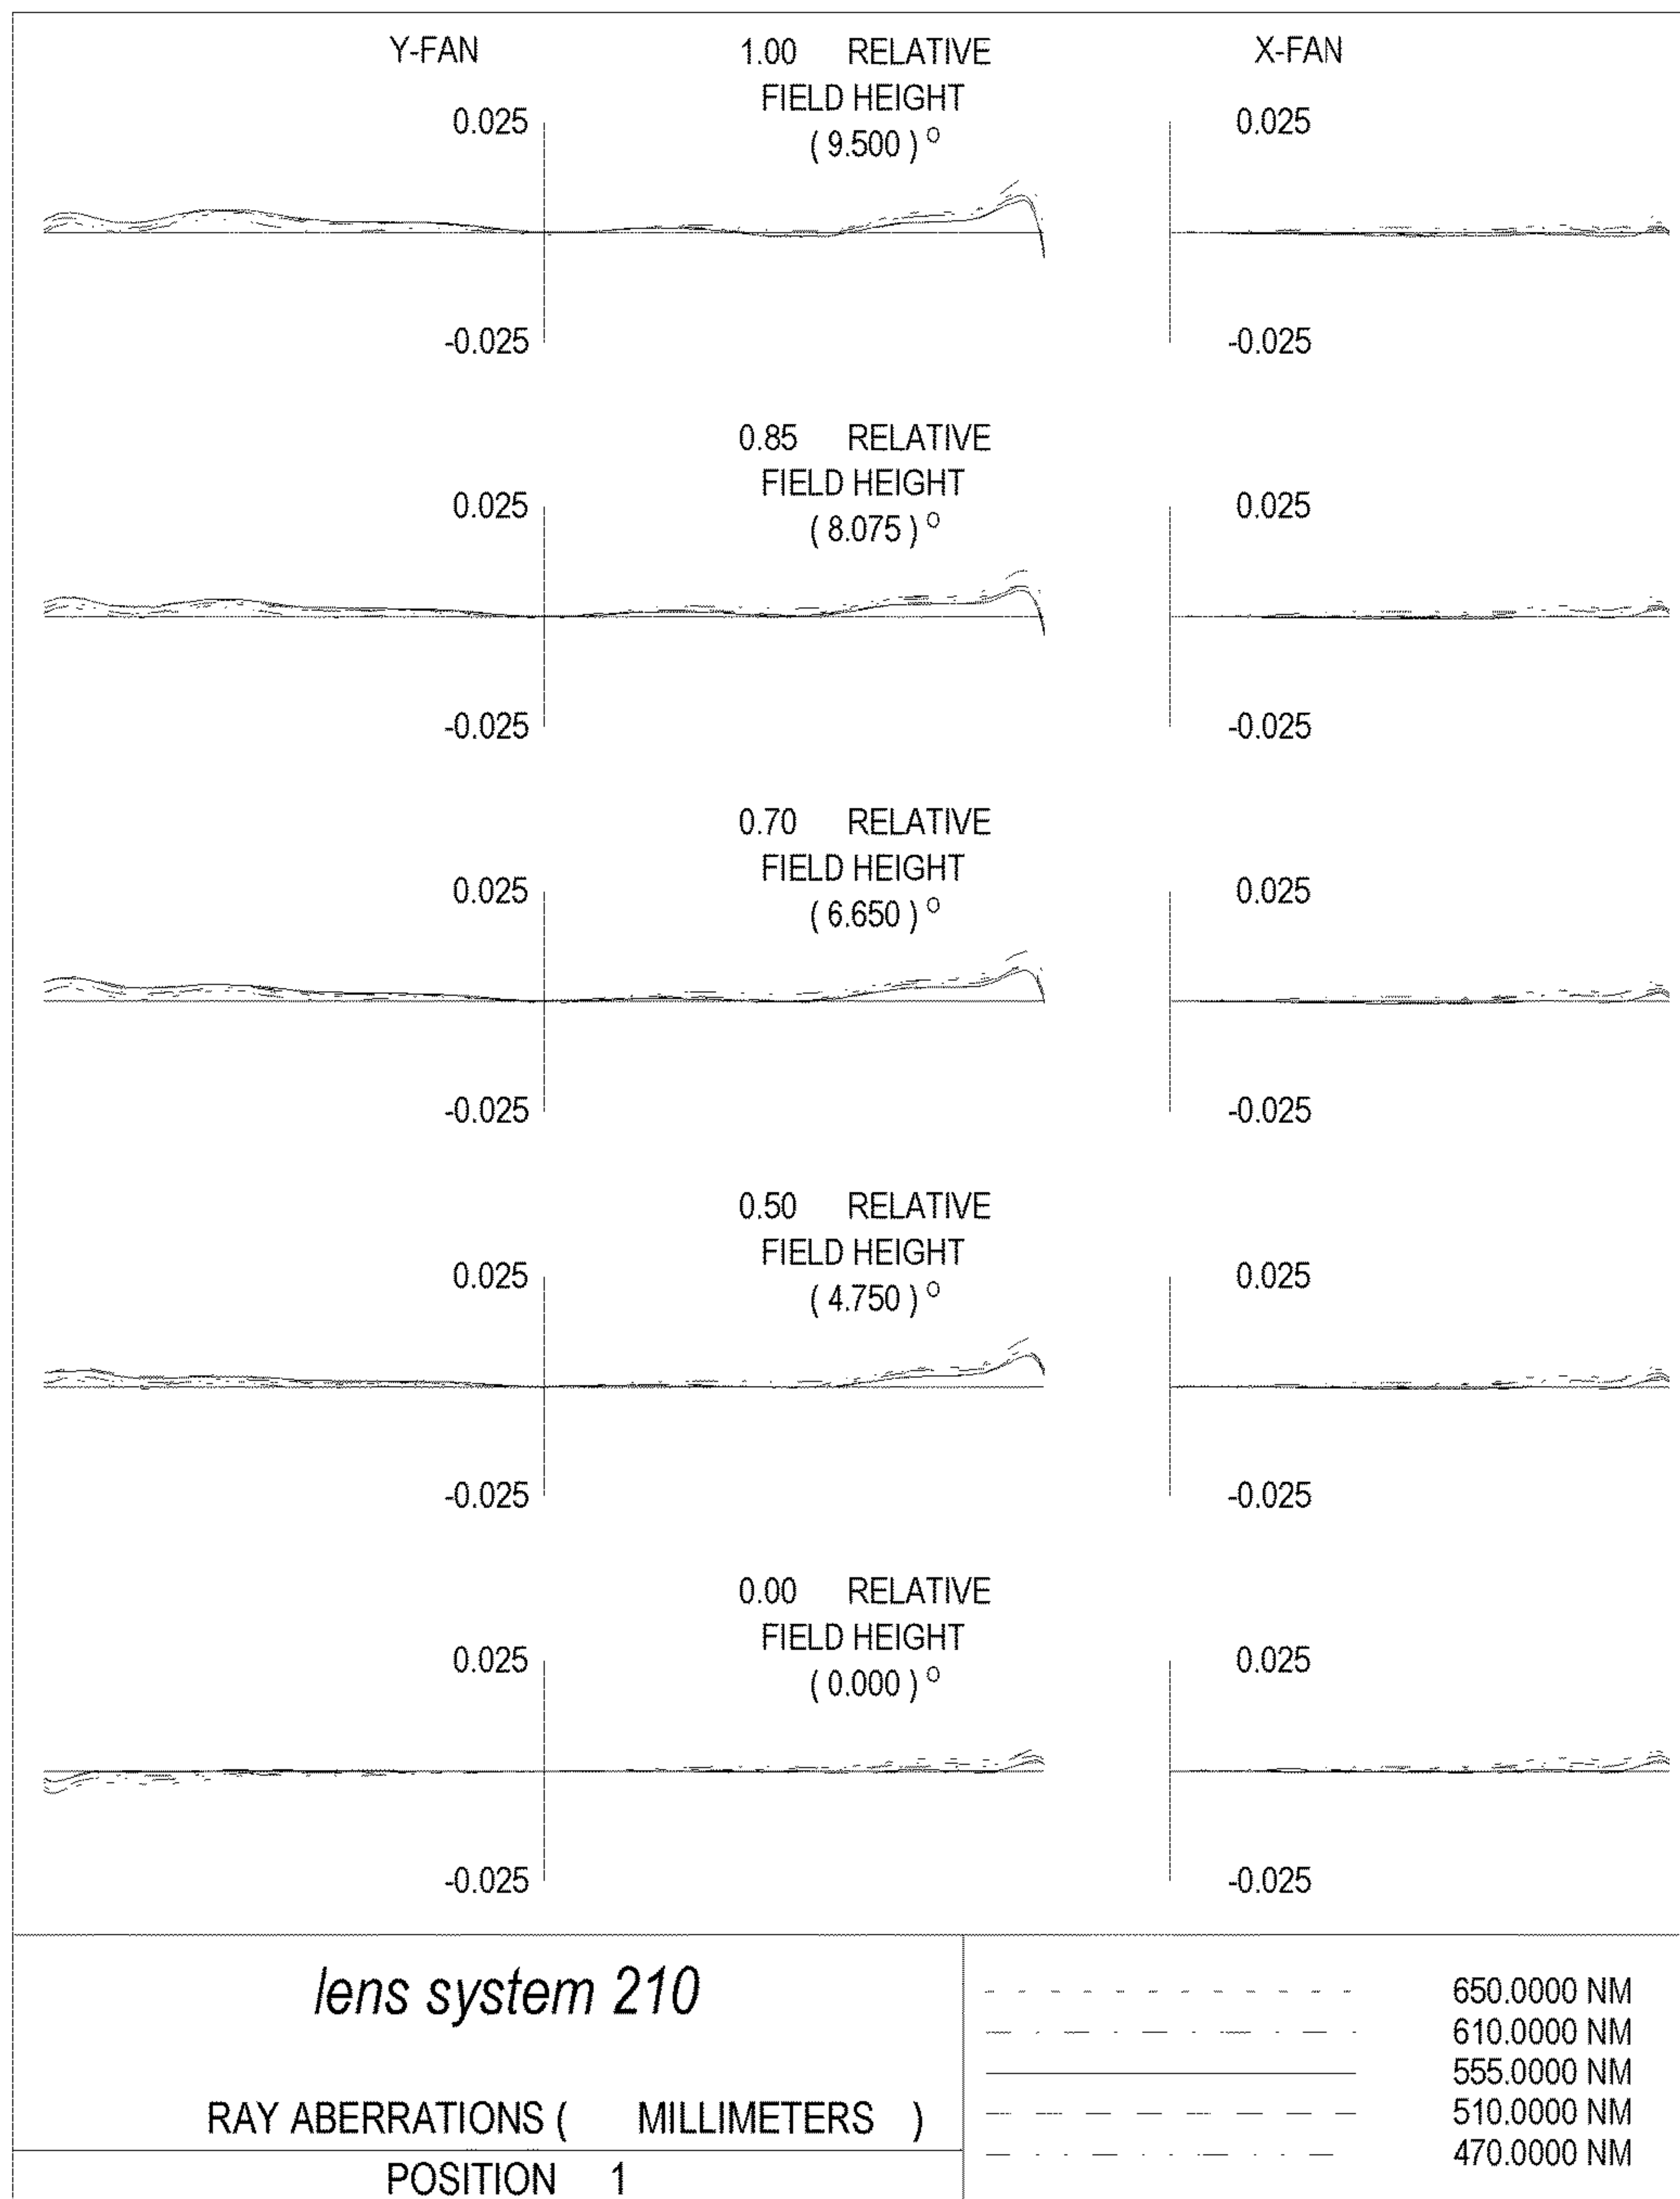 Y-FAN 1.00 RELATIVE X-FAN
FIELD HEIGHT
0.025 0.025
( 9.500 ) O
-0.025 -0.025
0.85 RELATIVE
FIELD HEIGHT
0.025 0.025
( 8.075 ) O
-0.025 -0.025
0.70 RELATIVE
FIELD HEIGHT
0.025 0.025
( 6.650 ) O
-0.025 -0.025
0.50 RELATIVE
FIELD HEIGHT
0.025 0.025
( 4.750 ) O
-0.025 -0.025
0.00 RELATIVE
FIELD HEIGHT
0.025 0.025
( 0.000 ) O
-0.025 -0.025
lens system 210
RAY ABERRATIONS ( MILLIMETERS )
POSITION 1
650.0000 NM
610.0000 NM
555.0000 NM
510.0000 NM
470.0000 NM